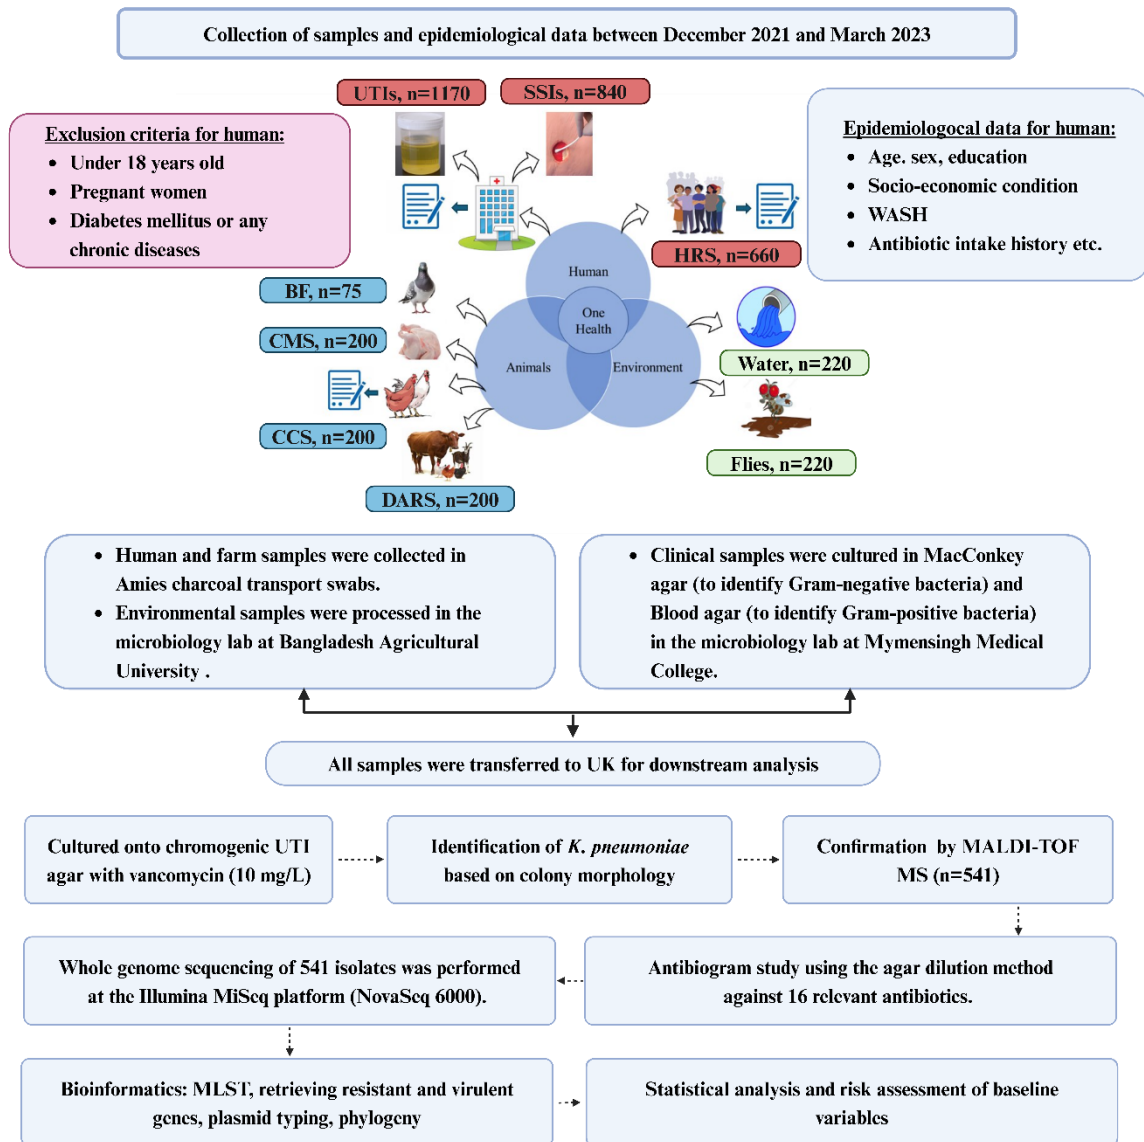 Collection of samples and epidemiological data between December 2021 and March 2023
UTIs, n=1170
SSIs, n=840
Exclusion criteria for human:
• Under 18 years old
• Pregnant women
• Diabetes mellitus or any
chronic diseases
Epidemiologocal data for human:
• Age. sex, education
• Socio-economic condition
• WASH
• Antibiotic intake history etc.
HRS, n=660
BF, n=75
CMS, n=200
CCS, n=200
DARS, n=200
Human
One
Health
Animals
Environment
Water, n=220
Flies, n=220
• Human and farm samples were collected in
Amies charcoal transport swabs.
• Environmental samples were processed in the
microbiology lab at Bangladesh Agricultural
University .
• Clinical samples were cultured in MacConkey
agar (to identify Gram-negative bacteria) and
Blood agar (to identify Gram-positive bacteria)
in the microbiology lab at Mymensingh Medical
College.
All samples were transferred to UK for downstream analysis
Cultured onto chromogenic UTI
agar with vancomycin (10 mg/L)
Identification of K. pneumoniae
based on colony morphology
Confirmation by MALDI-TOF
MS (n=541)
Whole genome sequencing of 541 isolates was performed
at the Illumina MiSeq platform (NovaSeq 6000).
Antibiogram study using the agar dilution method
against 16 relevant antibiotics.
Bioinformatics: MLST, retrieving resistant and virulent
genes, plasmid typing, phylogeny
Statistical analysis and risk assessment of baseline
variables